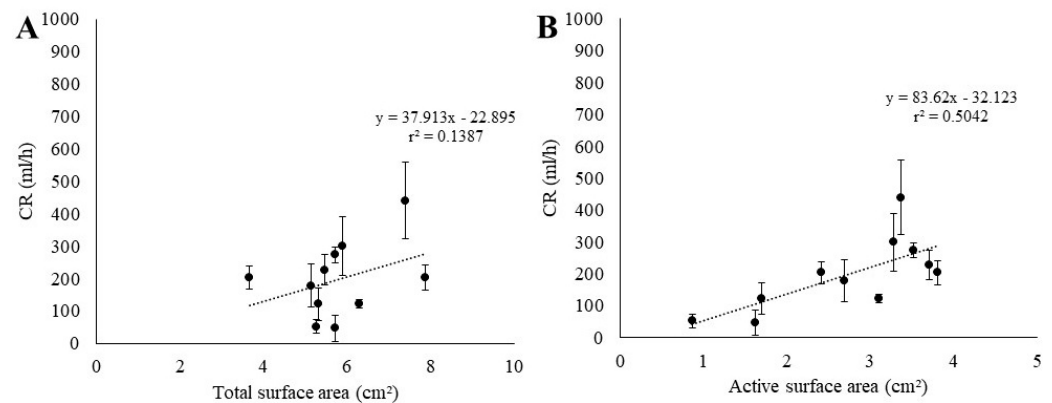 A
1000
900
800
700
600
500
400
300
200
100
0
CR (ml/h)
y = 37.913x - 22.895
r² = 0.1387
0 2 4 6 8 10
Total surface area (cm²)
B
1000
900
800
700
600
500
400
300
200
100
0
CR (ml/h)
y = 83.62x - 32.123
r² = 0.5042
0 1 2 3 4 5
Active surface area (cm²)